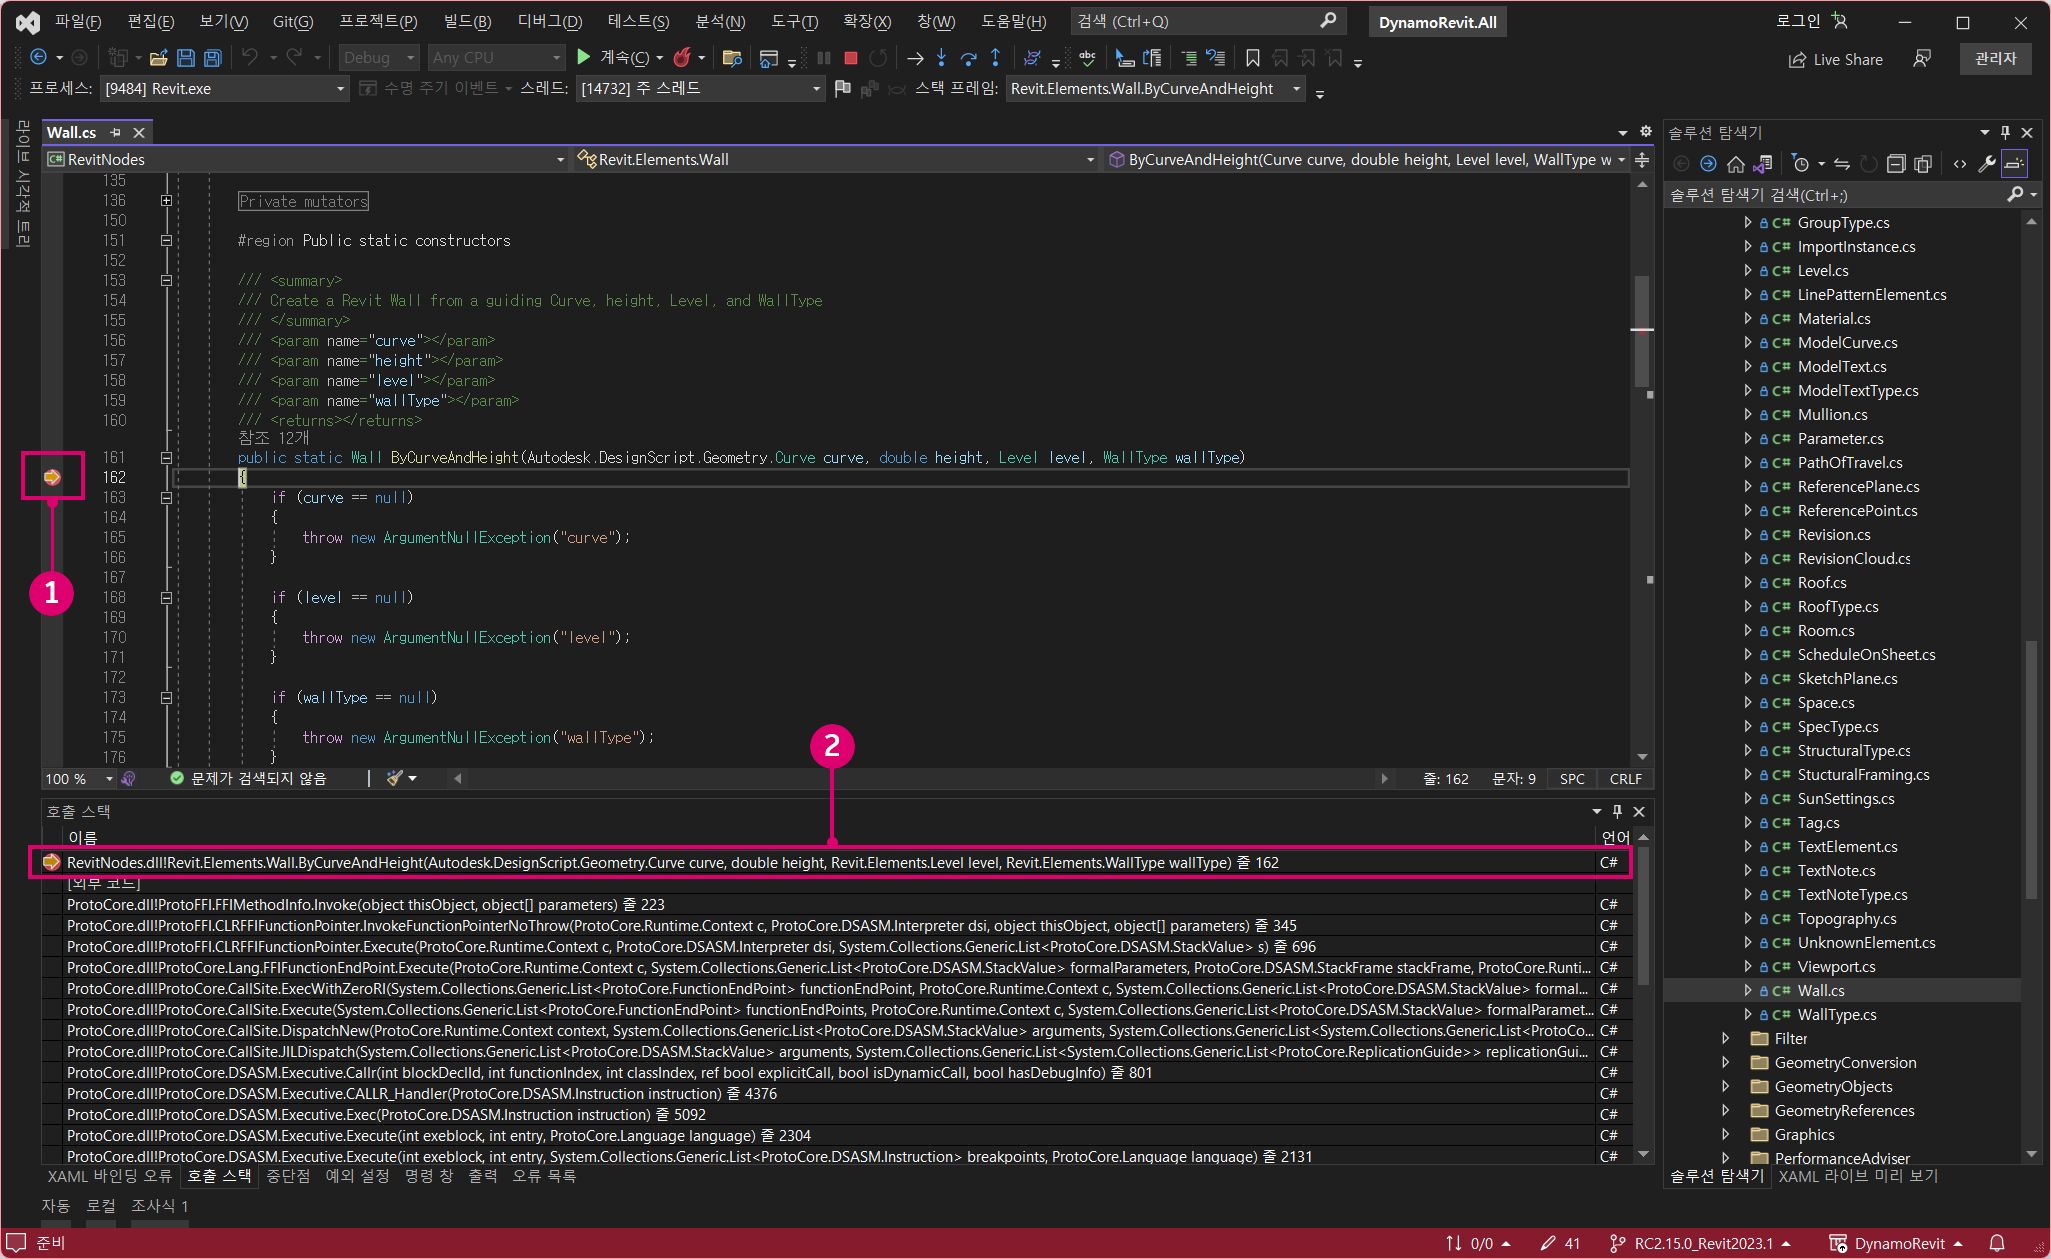 파일(F) 편집(E) 보기(V) Git(G) 프로젝트(P) 빌드(B) 디버그(D) 테스트(S) 분석(N) 도구(T) 확장(X) 창(W) 도움말(H) 검색 (Ctrl+Q) DynamoRevit.All 로그인
Debug Any CPU 계속(C) Live Share 관리자
프로세스: [9484] Revit.exe 수명 주기 이벤트 스레드: [14732] 주 스레드 스택 프레임: Revit.Elements.Wall.ByCurveAndHeight
라이브 시각적 트리
Wall.cs
RevitNodes Revit.Elements.Wall ByCurveAndHeight(Curve curve, double height, Level level, WallType w
135
136 Private mutators
150
151 #region Public static constructors
152
153 /// <summary>
154 /// Create a Revit Wall from a guiding Curve, height, Level, and WallType
155 /// </summary>
156 /// <param name="curve"></param>
157 /// <param name="height"></param>
158 /// <param name="level"></param>
159 /// <param name="wallType"></param>
160 /// <returns></returns>
참조 12개
161 public static Wall ByCurveAndHeight(Autodesk.DesignScript.Geometry.Curve curve, double height, Level level, WallType wallType)
162 {
163 if (curve == null)
164 {
165 throw new ArgumentNullException("curve");
166 }
167
168 if (level == null)
169 {
170 throw new ArgumentNullException("level");
171 }
172
173 if (wallType == null)
174 {
175 throw new ArgumentNullException("wallType");
176 }
1
2
100 % 문제가 검색되지 않음 줄: 162 문자: 9 SPC CRLF
호출 스택
이름 언어
RevitNodes.dll!Revit.Elements.Wall.ByCurveAndHeight(Autodesk.DesignScript.Geometry.Curve curve, double height, Revit.Elements.Level level, Revit.Elements.WallType wallType) 줄 162 C#
[외부 코드]
ProtoCore.dll!ProtoFFI.FFIMethodInfo.Invoke(object thisObject, object[] parameters) 줄 223 C#
ProtoCore.dll!ProtoFFI.CLRFFIFunctionPointer.InvokeFunctionPointerNoThrow(ProtoCore.Runtime.Context c, ProtoCore.DSASM.Interpreter dsi, object thisObject, object[] parameters) 줄 345 C#
ProtoCore.dll!ProtoFFI.CLRFFIFunctionPointer.Execute(ProtoCore.Runtime.Context c, ProtoCore.DSASM.Interpreter dsi, System.Collections.Generic.List<ProtoCore.DSASM.StackValue> s) 줄 696 C#
ProtoCore.dll!ProtoCore.Lang.FFIFunctionEndPoint.Execute(ProtoCore.Runtime.Context c, System.Collections.Generic.List<ProtoCore.DSASM.StackValue> formalParameters, ProtoCore.DSASM.StackFrame stackFrame, ProtoCore.Runti... C#
ProtoCore.dll!ProtoCore.CallSite.ExecWithZeroRI(System.Collections.Generic.List<ProtoCore.FunctionEndPoint> functionEndPoint, ProtoCore.Runtime.Context c, System.Collections.Generic.List<ProtoCore.DSASM.StackValue> formal... C#
ProtoCore.dll!ProtoCore.CallSite.Execute(System.Collections.Generic.List<ProtoCore.FunctionEndPoint> functionEndPoints, ProtoCore.Runtime.Context c, System.Collections.Generic.List<ProtoCore.DSASM.StackValue> formalParamet... C#
ProtoCore.dll!ProtoCore.CallSite.DispatchNew(ProtoCore.Runtime.Context context, System.Collections.Generic.List<ProtoCore.DSASM.StackValue> arguments, System.Collections.Generic.List<System.Collections.Generic.List<ProtoCo... C#
ProtoCore.dll!ProtoCore.CallSite.JILDispatch(System.Collections.Generic.List<ProtoCore.DSASM.StackValue> arguments, System.Collections.Generic.List<System.Collections.Generic.List<ProtoCore.ReplicationGuide>> replicationGui... C#
ProtoCore.dll!ProtoCore.DSASM.Executive.Callr(int blockDeclId, int functionIndex, int classIndex, ref bool explicitCall, bool isDynamicCall, bool hasDebugInfo) 줄 801 C#
ProtoCore.dll!ProtoCore.DSASM.Executive.CALLR_Handler(ProtoCore.DSASM.Instruction instruction) 줄 4376 C#
ProtoCore.dll!ProtoCore.DSASM.Executive.Exec(ProtoCore.DSASM.Instruction instruction) 줄 5092 C#
ProtoCore.dll!ProtoCore.DSASM.Executive.Execute(int exeblock, int entry, ProtoCore.Language language) 줄 2304 C#
ProtoCore.dll!ProtoCore.DSASM.Executive.Execute(int exeblock, int entry, System.Collections.Generic.List<ProtoCore.DSASM.Instruction> breakpoints, ProtoCore.Language language) 줄 2131 C#
XAML 바인딩 오류 호출 스택 중단점 예외 설정 명령 창 출력 오류 목록
자동 로컬 조사식 1
솔루션 탐색기
솔루션 탐색기 검색(Ctrl+;)
C# GroupType.cs
C# ImportInstance.cs
C# Level.cs
C# LinePatternElement.cs
C# Material.cs
C# ModelCurve.cs
C# ModelText.cs
C# ModelTextType.cs
C# Mullion.cs
C# Parameter.cs
C# PathOfTravel.cs
C# ReferencePlane.cs
C# ReferencePoint.cs
C# Revision.cs
C# RevisionCloud.cs
C# Roof.cs
C# RoofType.cs
C# Room.cs
C# ScheduleOnSheet.cs
C# SketchPlane.cs
C# Space.cs
C# SpecType.cs
C# StructuralType.cs
C# StucturalFraming.cs
C# SunSettings.cs
C# Tag.cs
C# TextElement.cs
C# TextNote.cs
C# TextNoteType.cs
C# Topography.cs
C# UnknownElement.cs
C# Viewport.cs
C# Wall.cs
C# WallType.cs
Filter
GeometryConversion
GeometryObjects
GeometryReferences
Graphics
PerformanceAdviser
솔루션 탐색기 XAML 라이브 미리 보기
준비 0/0 41 RC2.15.0_Revit2023.1 DynamoRevit